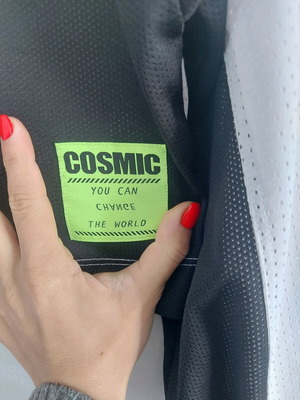 COSMIC
YOU CAN
CHANGE
THE WORLD